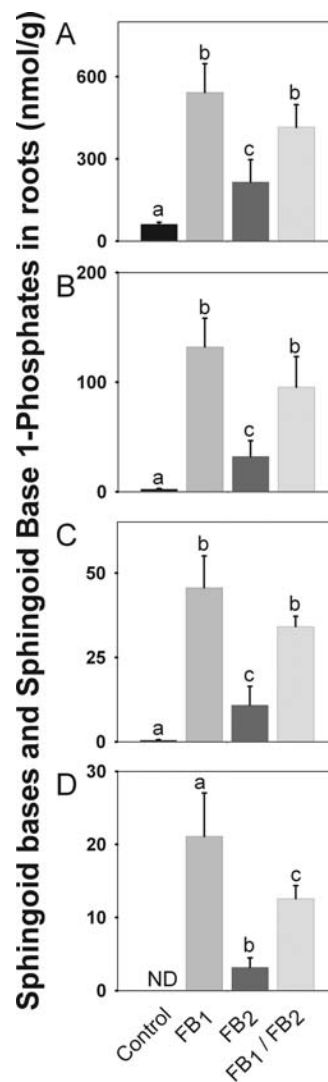 Sphingoid bases and Sphingoid Base 1-Phosphates in roots (nmol/g)
A
600
300
0
a
b
c
b
B
200
100
0
a
b
c
b
C
50
25
0
a
b
c
b
D
30
20
10
0
ND
a
b
c
Control
FB₁
FB₂
FB₁ / FB₂